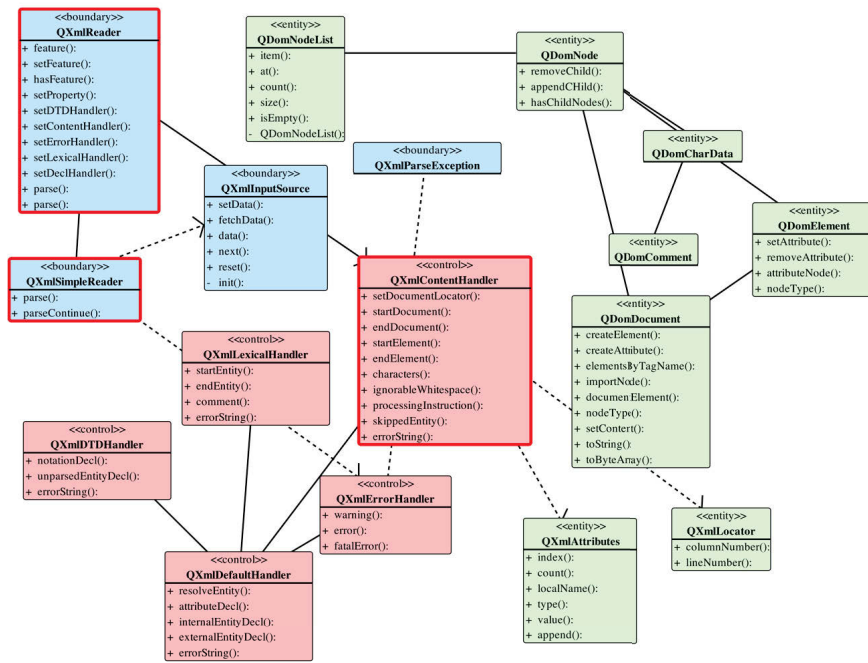 <<boundary>>
QXmlReader
+ feature():
+ setFeature():
+ hasFeature():
+ setProperty():
+ setDTDHandler():
+ setContentHandler():
+ setErrorHandler():
+ setLexicalHandler():
+ setDeclHandler():
+ parse():
+ parse():
<<entity>>
QDomNodeList
+ item():
+ at():
+ count():
+ size():
+ isEmpty():
- QDomNodeList():
<<entity>>
QDomNode
+ removeChild():
+ appendCHild():
+ hasChildNodes():
<<entity>>
QDomCharData
<<boundary>>
QXmlParseException
<<boundary>>
QXmlInputSource
+ setData():
+ fetchData():
+ data():
+ next():
+ reset():
- init():
<<entity>>
QDomElement
+ setAttribute():
+ removeAttribute():
+ attributeNode():
+ nodeType():
<<entity>>
QDomComment
<<boundary>>
QXmlSimpleReader
+ parse():
+ parseContinue():
<<control>>
QXmlContentHandler
+ setDocumentLocator():
+ startDocument():
+ endDocument():
+ startElement():
+ endElement():
+ characters():
+ ignorableWhitespace():
+ processingInstruction():
+ skippedEntity():
+ errorString():
<<entity>>
QDomDocument
+ createElement():
+ createAttribute():
+ elementsByTagName():
+ importNode():
+ documenElement():
+ nodeType():
+ setContert():
+ toString():
+ toByteArray():
<<control>>
QXmlLexicalHandler
+ startEntity():
+ endEntity():
+ comment():
+ errorString():
<<control>>
QXmlDTDHandler
+ notationDecl():
+ unparsedEntityDecl():
+ errorString():
<<control>>
QXmlErrorHandler
+ warning():
+ error():
+ fatalError():
<<entity>>
QXmlLocator
+ columnNumber():
+ lineNumber():
<<entity>>
QXmlAttributes
+ index():
+ count():
+ localName():
+ type():
+ value():
+ append():
<<control>>
QXmlDefaultHandler
+ resolveEntity():
+ attributeDecl():
+ internalEntityDecl():
+ externalEntityDecl():
+ errorString():